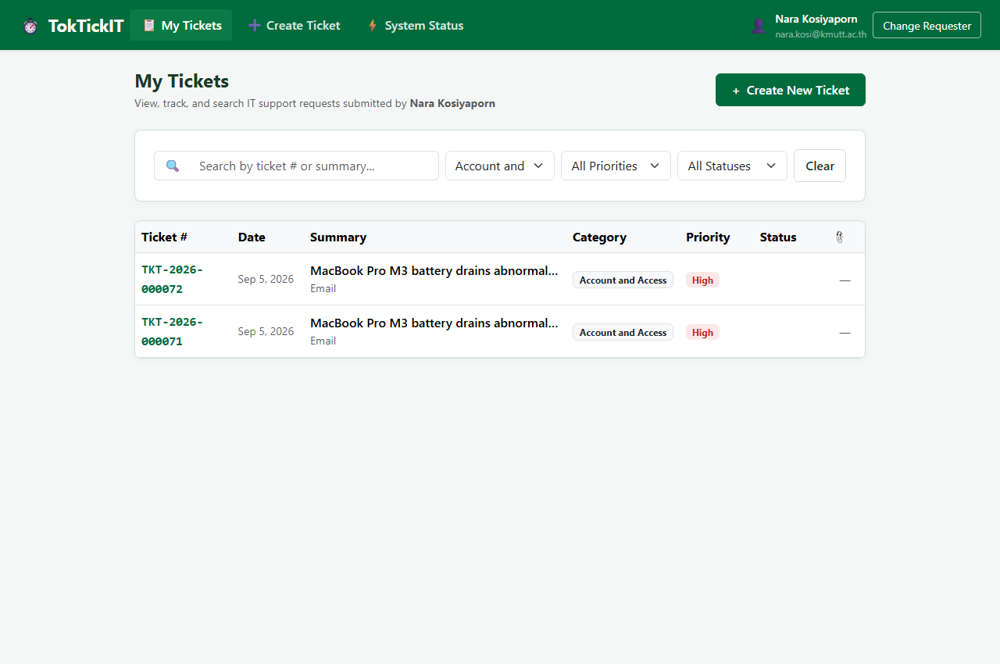 TokTickIT
My Tickets
Create Ticket
System Status
Nara Kosiyaporn
nara.kosi@kmutt.ac.th
Change Requester
My Tickets
View, track, and search IT support requests submitted by Nara Kosiyaporn
+ Create New Ticket
Search by ticket # or summary...
Account and
All Priorities
All Statuses
Clear
Ticket # Date Summary Category Priority Status
TKT-2026-
000072
Sep 5, 2026
MacBook Pro M3 battery drains abnormal...
Email
Account and Access
High
—
TKT-2026-
000071
Sep 5, 2026
MacBook Pro M3 battery drains abnormal...
Email
Account and Access
High
—